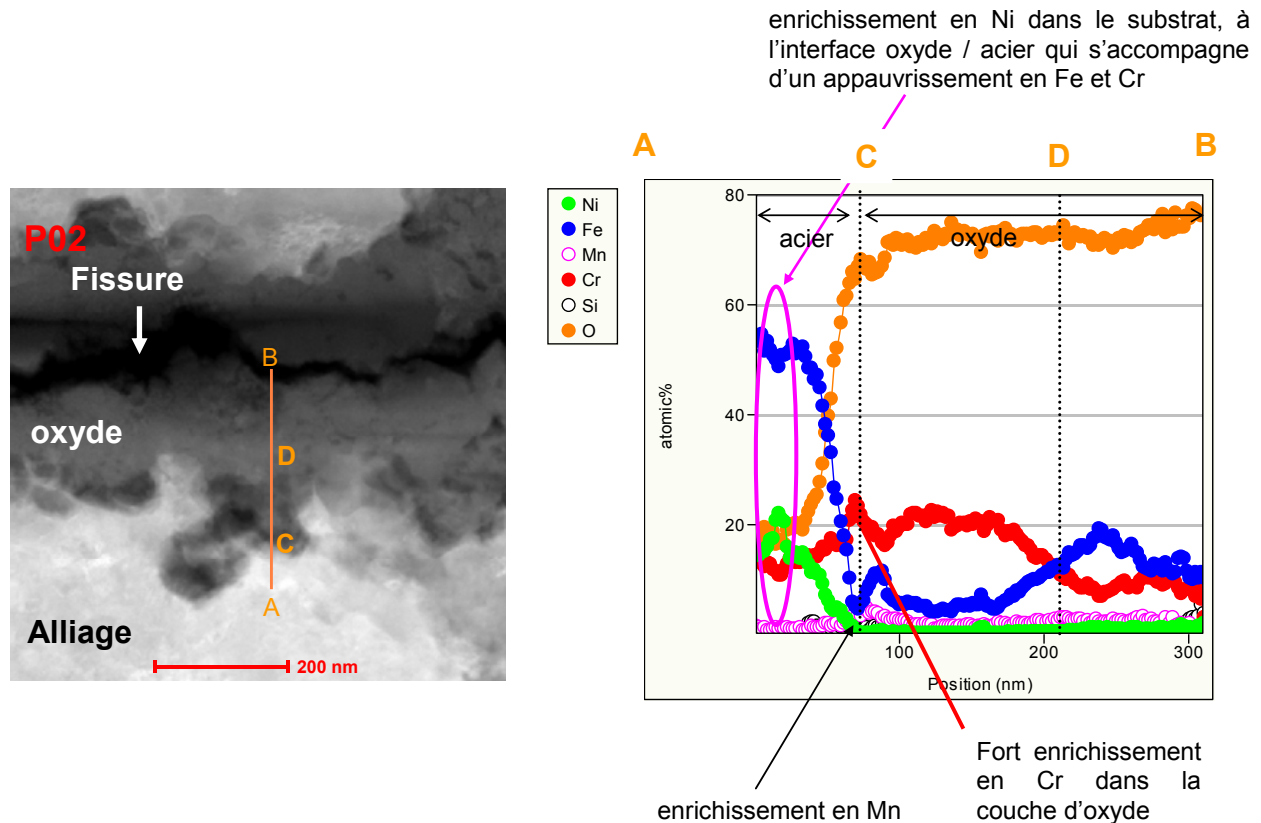 enrichissement en Ni dans le substrat, à
l'interface oxyde / acier qui s'accompagne
d'un appauvrissement en Fe et Cr
A
C
D
B
P02
Fissure
B
oxyde
D
C
A
Alliage
200 nm
Ni
Fe
Mn
Cr
Si
O
80
60
40
20
atomic%
acier
oxyde
100
200
300
Position (nm)
enrichissement en Mn
Fort enrichissement
en Cr dans la
couche d'oxyde